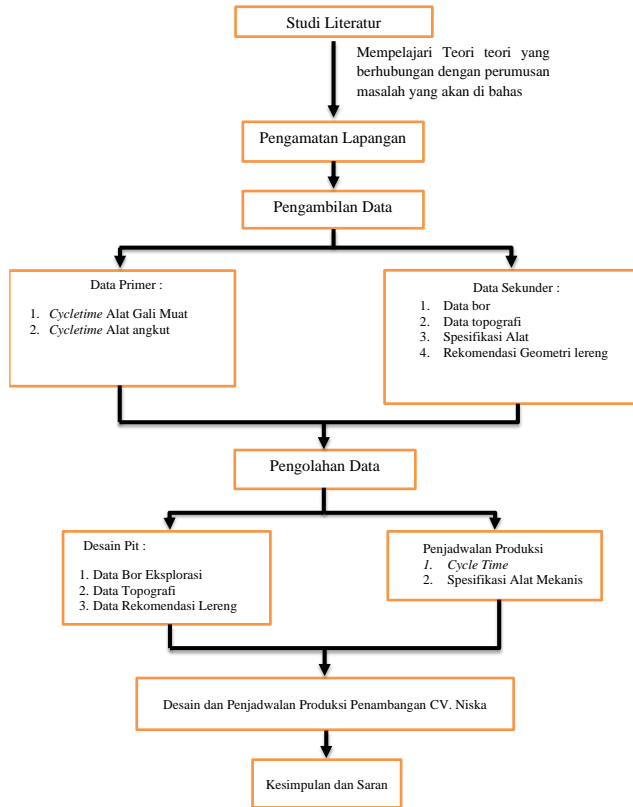 Studi Literatur
Mempelajari Teori teori yang
berhubungan dengan perumusan
masalah yang akan di bahas
Pengamatan Lapangan
Pengambilan Data
Data Primer :
1. Cycletime Alat Gali Muat
2. Cycletime Alat angkut
Data Sekunder :
1. Data bor
2. Data topografi
3. Spesifikasi Alat
4. Rekomendasi Geometri lereng
Pengolahan Data
Desain Pit :
1. Data Bor Eksplorasi
2. Data Topografi
3. Data Rekomendasi Lereng
Penjadwalan Produksi
1. Cycle Time
2. Spesifikasi Alat Mekanis
Desain dan Penjadwalan Produksi Penambangan CV. Niska
Kesimpulan dan Saran